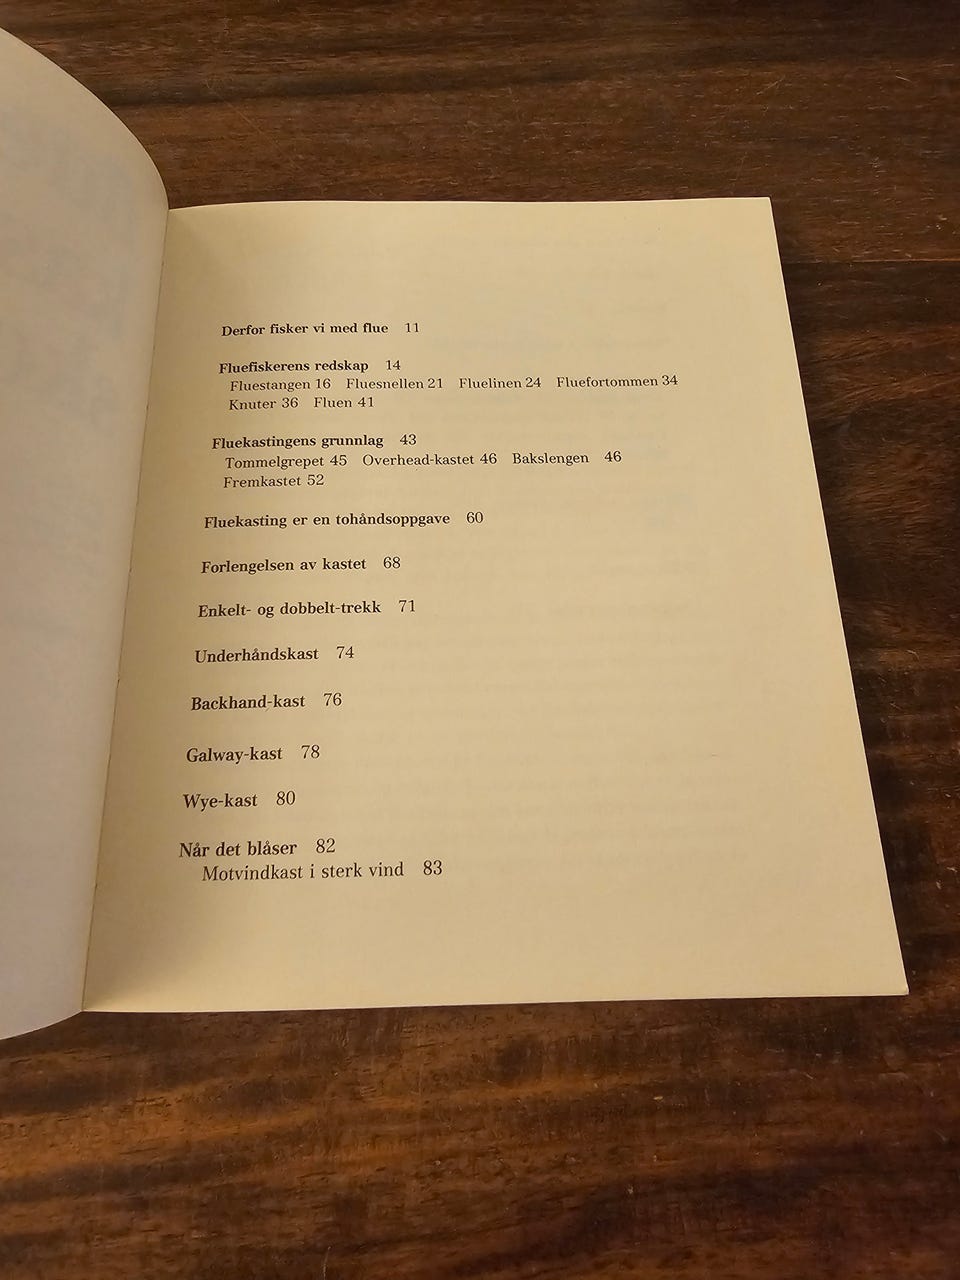 Derfor fisker vi med flue 11
Fluefiskerens redskap 14
Fluestangen 16 Fluesnellen 21 Fluelinen 24 Fluefortommen 34
Knuter 36 Fluen 41
Fluekastingens grunnlag 43
Tommelgrepet 45 Overhead-kastet 46 Bakslengen 46
Fremkastet 52
Fluekasting er en tohåndsoppgave 60
Forlengelsen av kastet 68
Enkelt- og dobbelt-trekk 71
Underhåndskast 74
Backhand-kast 76
Galway-kast 78
Wye-kast 80
Når det blåser 82
Motvindkast i sterk vind 83